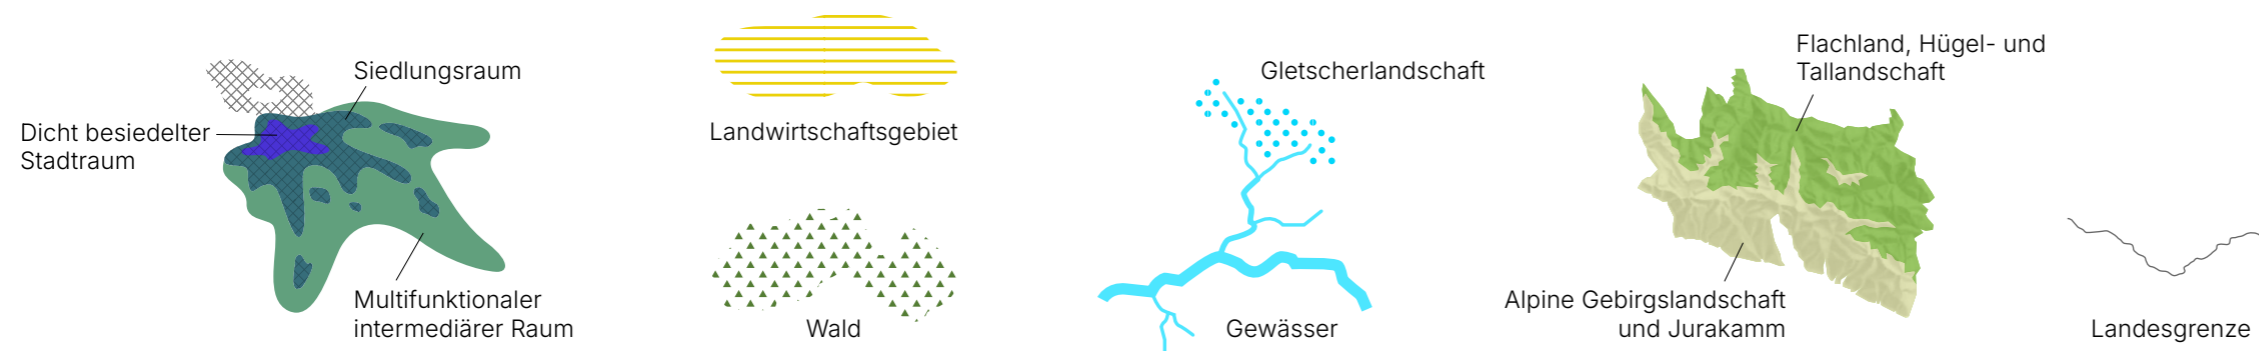 Siedlungsraum
Dicht besiedelter
Stadtraum
Multifunktionaler
intermediärer Raum
Landwirtschaftsgebiet
Wald
Gletscherlandschaft
Gewässer
Flachland, Hügel- und
Tallandschaft
Alpine Gebirgslandschaft
und Jurakamm
Landesgrenze